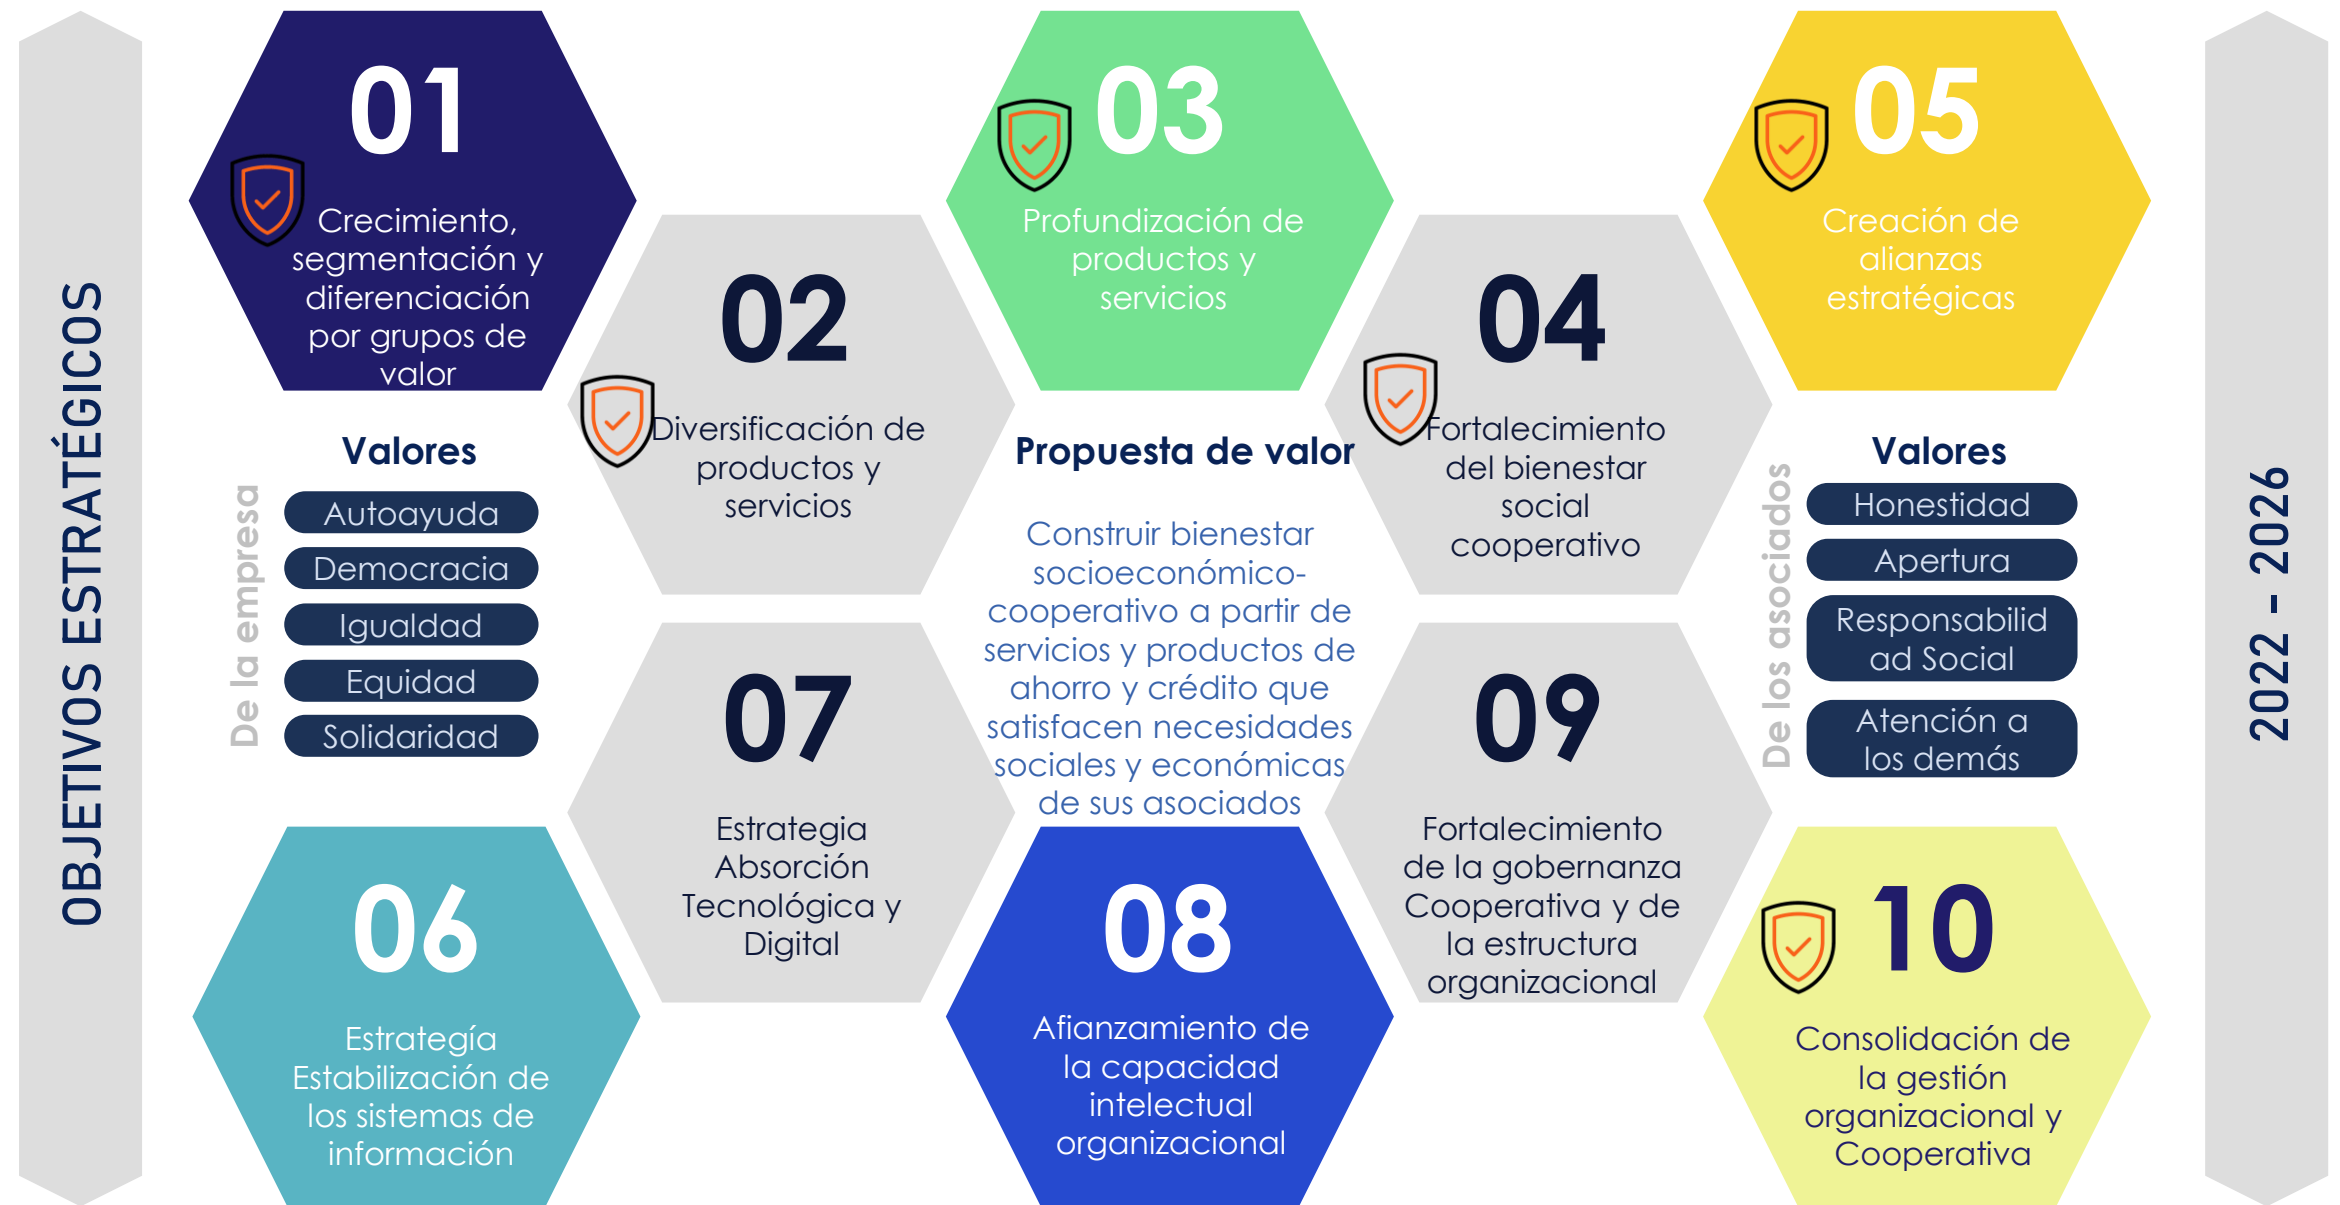 OBJETIVOS ESTRATÉGICOS
01
Crecimiento,
segmentación y
diferenciación
por grupos de
valor
02
Diversificación de
productos y
servicios
03
Profundización de
productos y
servicios
04
Fortalecimiento
del bienestar
social
cooperativo
05
Creación de
alianzas
estratégicas
Valores
De la empresa
Autoayuda
Democracia
Igualdad
Equidad
Solidaridad
Propuesta de valor
Construir bienestar
socioeconómico-
cooperativo a partir de
servicios y productos de
ahorro y crédito que
satisfacen necesidades
sociales y económicas
de sus asociados
Valores
De los asociados
Honestidad
Apertura
Responsabilid
ad Social
Atención a
los demás
06
Estrategía
Estabilización de
los sistemas de
información
07
Estrategia
Absorción
Tecnológica y
Digital
08
Afianzamiento de
la capacidad
intelectual
organizacional
09
Fortalecimiento
de la gobernanza
Cooperativa y de
la estructura
organizacional
10
Consolidación de
la gestión
organizacional y
Cooperativa
2022 - 2026